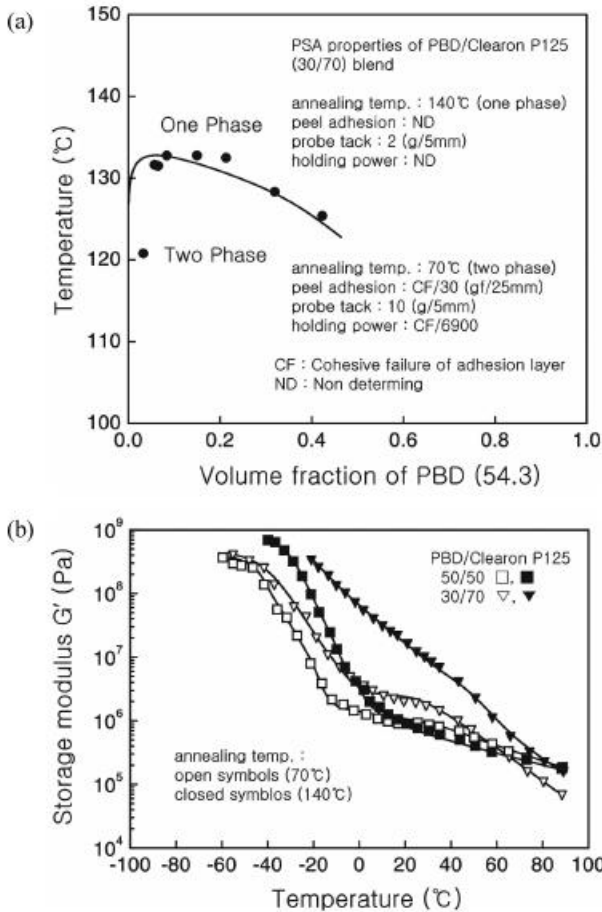 (a)
150
PSA properties of PBD/Clearon P125
(30/70) blend
140
annealing temp. : 140℃ (one phase)
peel adhesion : ND
probe tack : 2 (g/5mm)
holding power : ND
One Phase
130
Temperature (℃)
120
Two Phase
annealing temp. : 70℃ (two phase)
peel adhesion : CF/30 (gf/25mm)
probe tack : 10 (g/5mm)
holding power : CF/6900
110
CF : Cohesive failure of adhesion layer
ND : Non determing
100
0.0 0.2 0.4 0.6 0.8 1.0
Volume fraction of PBD (54.3)
(b)
10⁹
PBD/Clearon P125
50/50 □, ■
30/70 ▽, ▼
10⁸
10⁷
Storage modulus G′ (Pa)
10⁶
annealing temp. :
open symbols (70℃)
closed symblos (140℃)
10⁵
10⁴
-100 -80 -60 -40 -20 0 20 40 60 80 100
Temperature (℃)